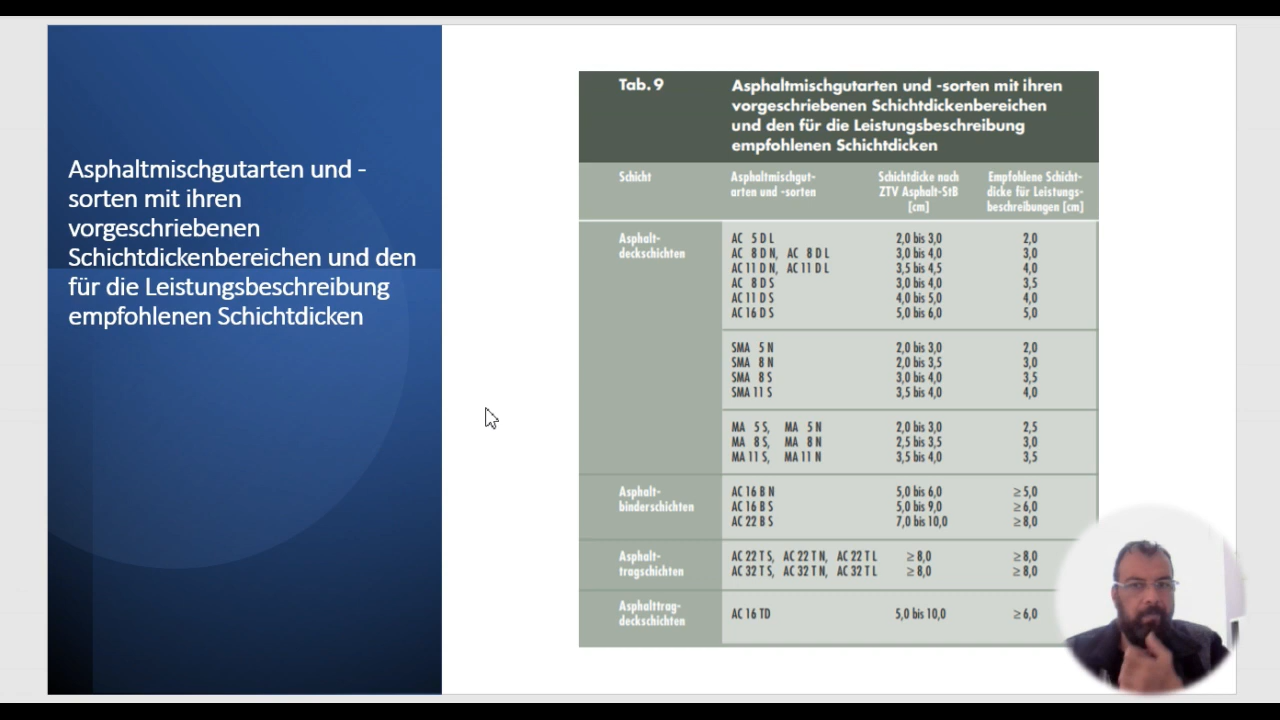 Asphaltmischgutarten und -
sorten mit ihren
vorgeschriebenen
Schichtdickenbereichen und den
für die Leistungsbeschreibung
empfohlenen Schichtdicken
Tab. 9
Asphaltmischgutarten und -sorten mit ihren
vorgeschriebenen Schichtdickenbereichen
und den für die Leistungsbeschreibung
empfohlenen Schichtdicken
Schicht
Asphaltmischgut-
arten und -sorten
Schichtdicke nach
ZTV Asphalt-StB
[cm]
Empfohlene Schicht-
dicke für Leistungs-
beschreibungen [cm]
Asphalt-
deckschichten
AC 5 D L 2,0 bis 3,0 2,0
AC 8 D N, AC 8 D L 3,0 bis 4,0 3,0
AC 11 D N, AC 11 D L 3,5 bis 4,5 4,0
AC 8 D S 3,0 bis 4,0 3,5
AC 11 D S 4,0 bis 5,0 4,0
AC 16 D S 5,0 bis 6,0 5,0
SMA 5 N 2,0 bis 3,0 2,0
SMA 8 N 2,0 bis 3,5 3,0
SMA 8 S 3,0 bis 4,0 3,5
SMA 11 S 3,5 bis 4,0 4,0
MA 5 S, MA 5 N 2,0 bis 3,0 2,5
MA 8 S, MA 8 N 2,5 bis 3,5 3,0
MA 11 S, MA 11 N 3,5 bis 4,0 3,5
Asphalt-
binderschichten
AC 16 B N 5,0 bis 6,0 ≥ 5,0
AC 16 B S 5,0 bis 9,0 ≥ 6,0
AC 22 B S 7,0 bis 10,0 ≥ 8,0
Asphalt-
tragschichten
AC 22 T S, AC 22 T N, AC 22 T L ≥ 8,0 ≥ 8,0
AC 32 T S, AC 32 T N, AC 32 T L ≥ 8,0 ≥ 8,0
Asphalttrag-
deckschichten
AC 16 TD 5,0 bis 10,0 ≥ 6,0